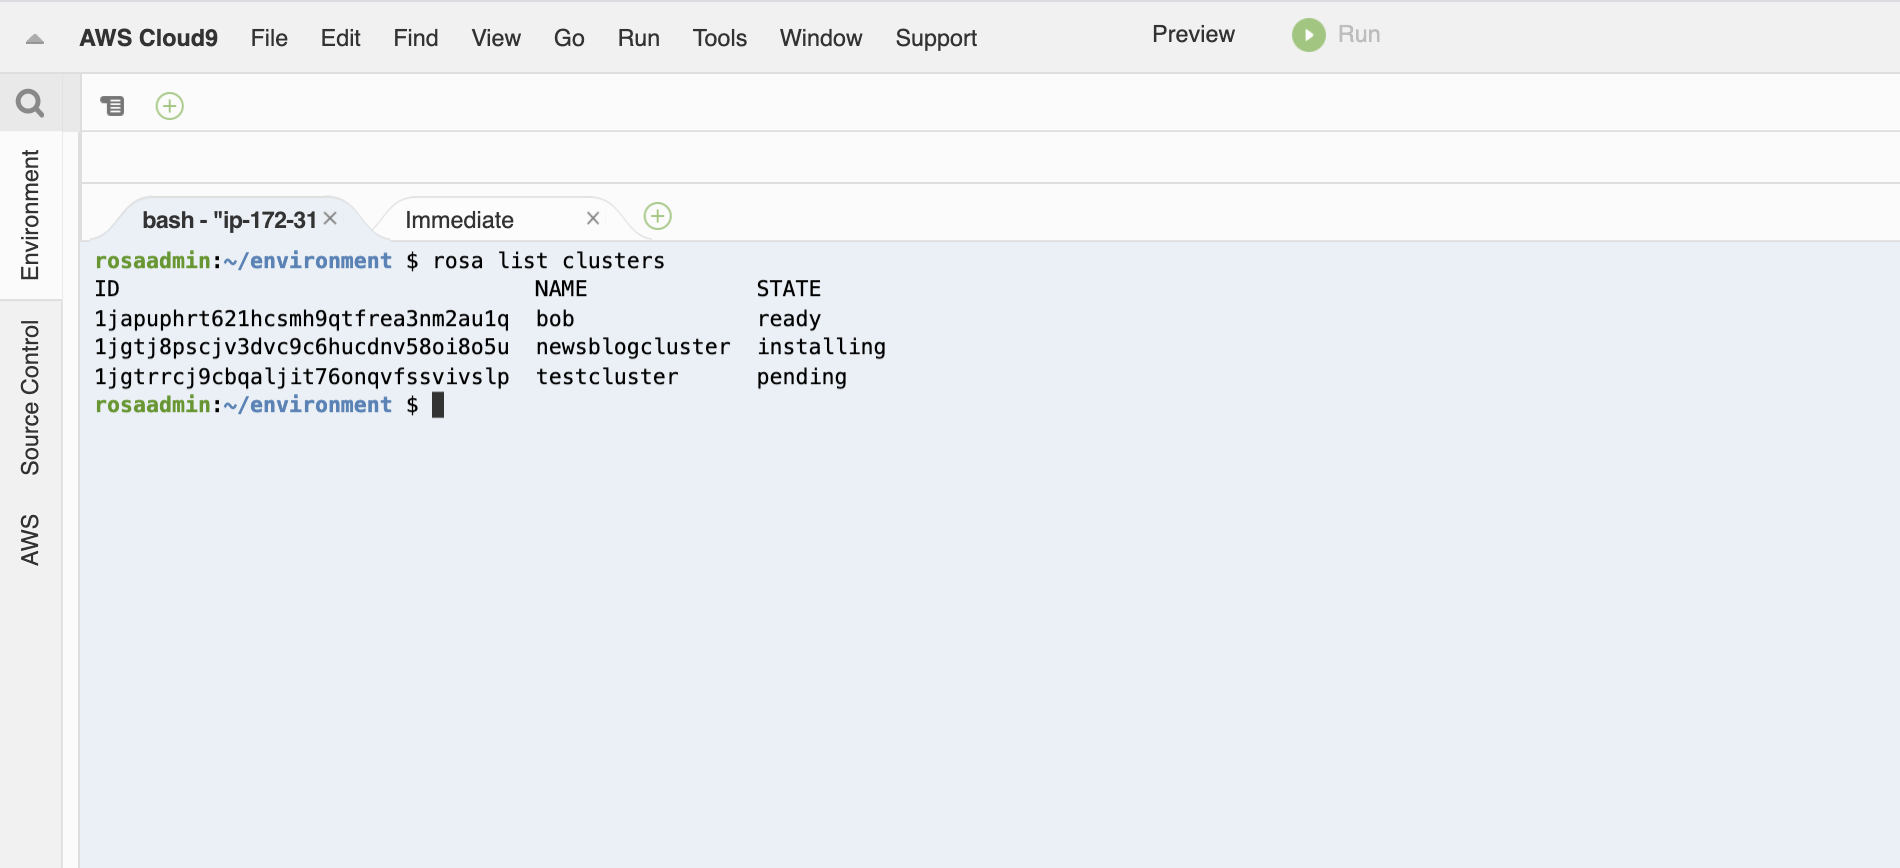 AWS Cloud9 File Edit Find View Go Run Tools Window Support Preview Run
Environment
Source Control
AWS
bash - "ip-172-31 × Immediate ×
rosaadmin:~/environment $ rosa list clusters
ID NAME STATE
1japuphrt621hcsmh9qtfrea3nm2au1q bob ready
1jgtj8pscjv3dvc9c6hucdnv58oi8o5u newsblogcluster installing
1jgtrrcj9cbqaljit76onqvfssvivslp testcluster pending
rosaadmin:~/environment $